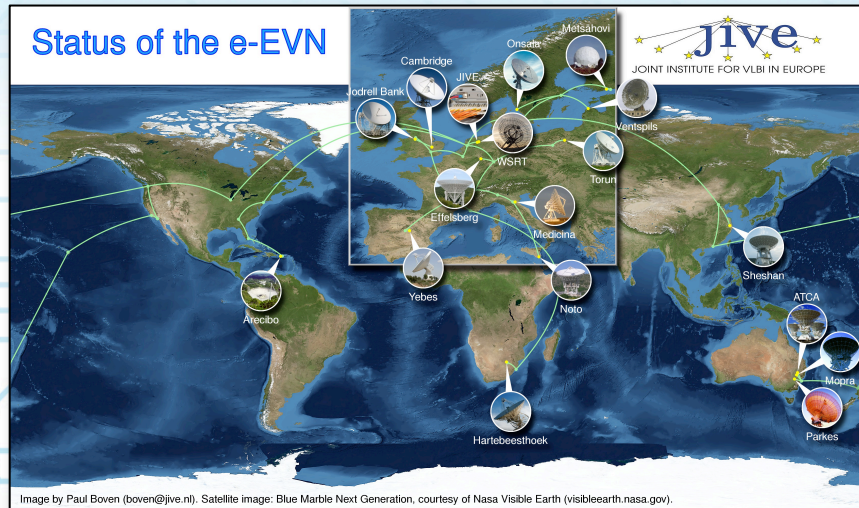 Status of the e-EVN
jive
JOINT INSTITUTE FOR VLBI IN EUROPE
Metsahovi
Onsala
Cambridge
JIVE
Jodrell Bank
Ventspils
WSRT
Torun
Effelsberg
Medicina
Sheshan
Yebes
Noto
ATCA
Arecibo
Mopra
Parkes
Hartebeesthoek
Image by Paul Boven (boven@jive.nl). Satellite image: Blue Marble Next Generation, courtesy of Nasa Visible Earth (visibleearth.nasa.gov).